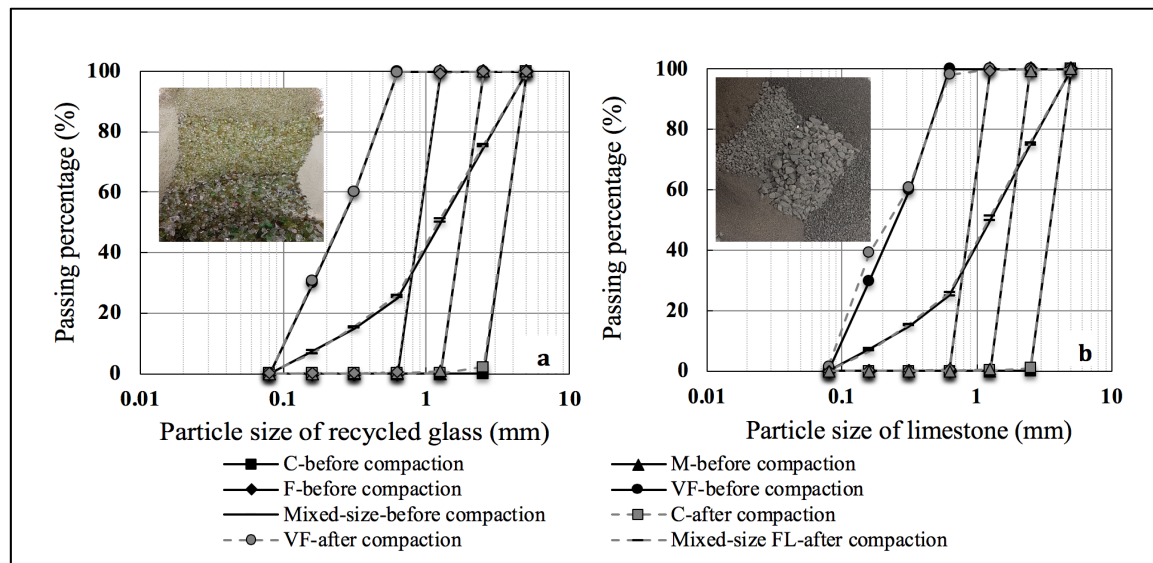 100
80
60
40
20
0
Passing percentage (%)
a
0.01
0.1
1
10
Particle size of recycled glass (mm)
100
80
60
40
20
0
Passing percentage (%)
b
0.01
0.1
1
10
Particle size of limestone (mm)
C-before compaction
M-before compaction
F-before compaction
VF-before compaction
Mixed-size-before compaction
C-after compaction
VF-after compaction
Mixed-size FL-after compaction